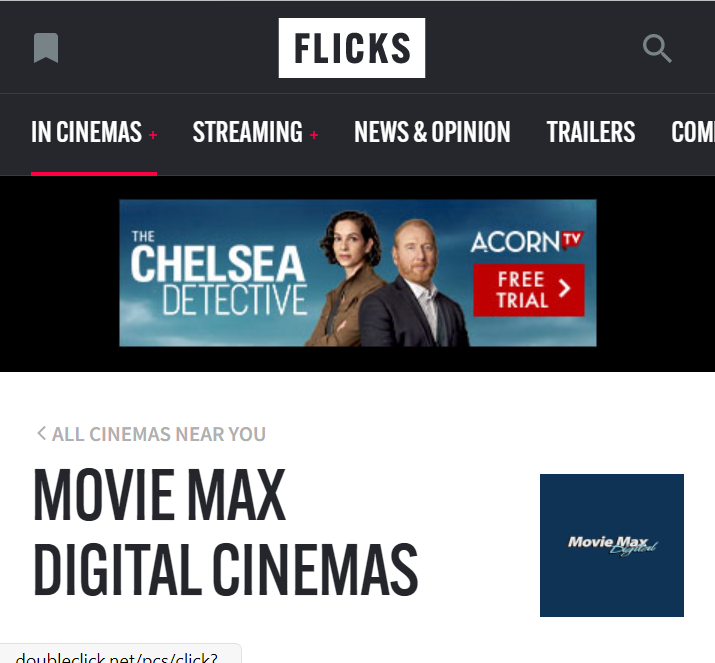 FLICKS
IN CINEMAS +
STREAMING +
NEWS & OPINION
TRAILERS
COM
THE
CHELSEA
DETECTIVE
ACORN TV
FREE
TRIAL
ALL CINEMAS NEAR YOU
MOVIE MAX
DIGITAL CINEMAS
Movie Max
Digital
doubleclick.net/pcs/click?